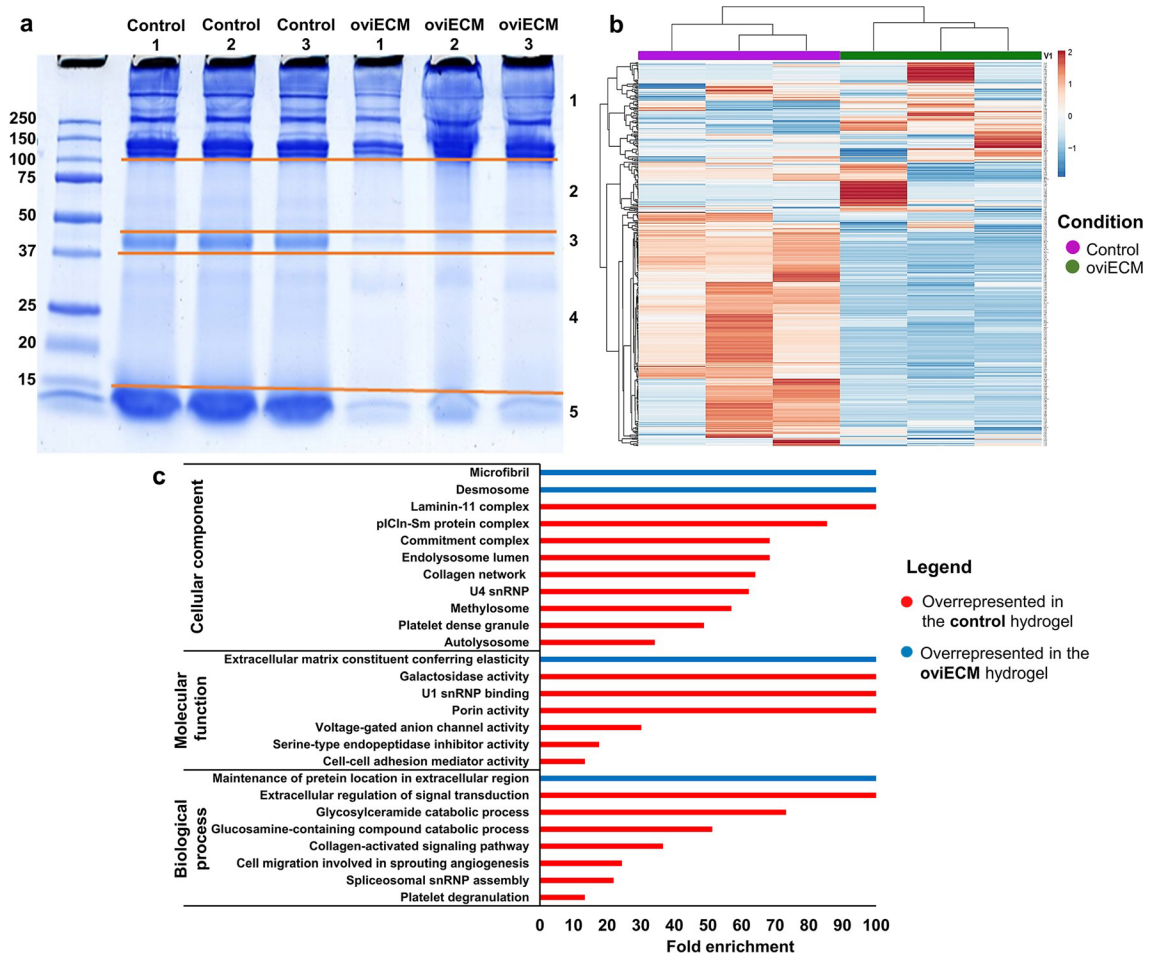 a
Control 1
Control 2
Control 3
oviECM 1
oviECM 2
oviECM 3
250
150
100
75
50
37
25
20
15
1
2
3
4
5
b
V1
2
1
0
−1
Condition
Control
oviECM
c
Cellular component
Microfibril
Desmosome
Laminin-11 complex
pICln-Sm protein complex
Commitment complex
Endolysosome lumen
Collagen network
U4 snRNP
Methylosome
Platelet dense granule
Autolysosome
Molecular
function
Extracellular matrix constituent conferring elasticity
Galactosidase activity
U1 snRNP binding
Porin activity
Voltage-gated anion channel activity
Serine-type endopeptidase inhibitor activity
Cell-cell adhesion mediator activity
Biological
process
Maintenance of pretein location in extracellular region
Extracellular regulation of signal transduction
Glycosylceramide catabolic process
Glucosamine-containing compound catabolic process
Collagen-activated signaling pathway
Cell migration involved in sprouting angiogenesis
Spliceosomal snRNP assembly
Platelet degranulation
0 10 20 30 40 50 60 70 80 90 100
Fold enrichment
Legend
Overrepresented in
the control hydrogel
Overrepresented in the
oviECM hydrogel